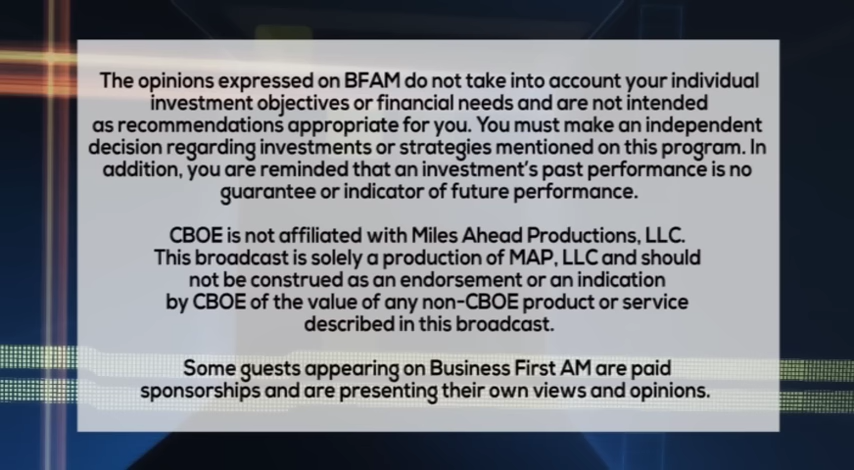 The opinions expressed on BFAM do not take into account your individual
investment objectives or financial needs and are not intended
as recommendations appropriate for you. You must make an independent
decision regarding investments or strategies mentioned on this program. In
addition, you are reminded that an investment's past performance is no
guarantee or indicator of future performance.
CBOE is not affiliated with Miles Ahead Productions, LLC.
This broadcast is solely a production of MAP, LLC and should
not be construed as an endorsement or an indication
by CBOE of the value of any non-CBOE product or service
described in this broadcast.
Some guests appearing on Business First AM are paid
sponsorships and are presenting their own views and opinions.